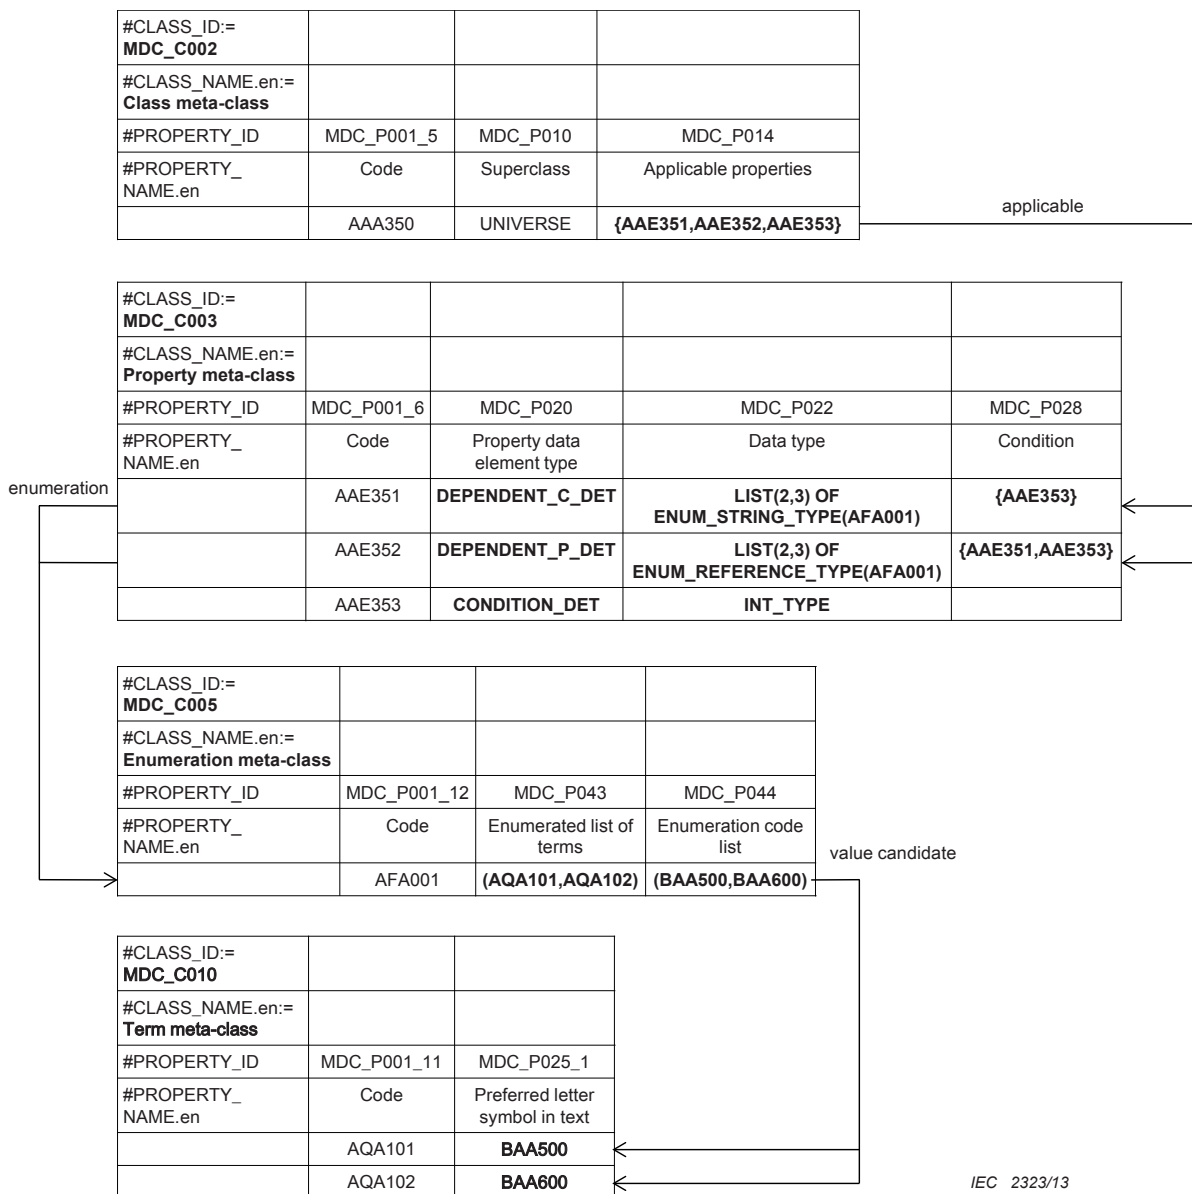 #CLASS_ID:=
MDC_C002
#CLASS_NAME.en:=
Class meta-class
#PROPERTY_ID MDC_P001_5 MDC_P010 MDC_P014
#PROPERTY_ Code Superclass Applicable properties
NAME.en
applicable
AAA350 UNIVERSE {AAE351,AAE352,AAE353}
#CLASS_ID:=
MDC_C003
#CLASS_NAME.en:=
Property meta-class
#PROPERTY_ID MDC_P001_6 MDC_P020 MDC_P022 MDC_P028
#PROPERTY_ Code Property data Data type Condition
NAME.en element type
enumeration
AAE351 DEPENDENT_C_DET LIST(2,3) OF {AAE353}
ENUM_STRING_TYPE(AFA001)
AAE352 DEPENDENT_P_DET LIST(2,3) OF {AAE351,AAE353}
ENUM_REFERENCE_TYPE(AFA001)
AAE353 CONDITION_DET INT_TYPE
#CLASS_ID:=
MDC_C005
#CLASS_NAME.en:=
Enumeration meta-class
#PROPERTY_ID MDC_P001_12 MDC_P043 MDC_P044
#PROPERTY_ Code Enumerated list of Enumeration code
NAME.en terms list
value candidate
AFA001 (AQA101,AQA102) (BAA500,BAA600)
#CLASS_ID:=
MDC_C010
#CLASS_NAME.en:=
Term meta-class
#PROPERTY_ID MDC_P001_11 MDC_P025_1
#PROPERTY_ Code Preferred letter
NAME.en symbol in text
AQA101 BAA500
AQA102 BAA600
IEC 2323/13